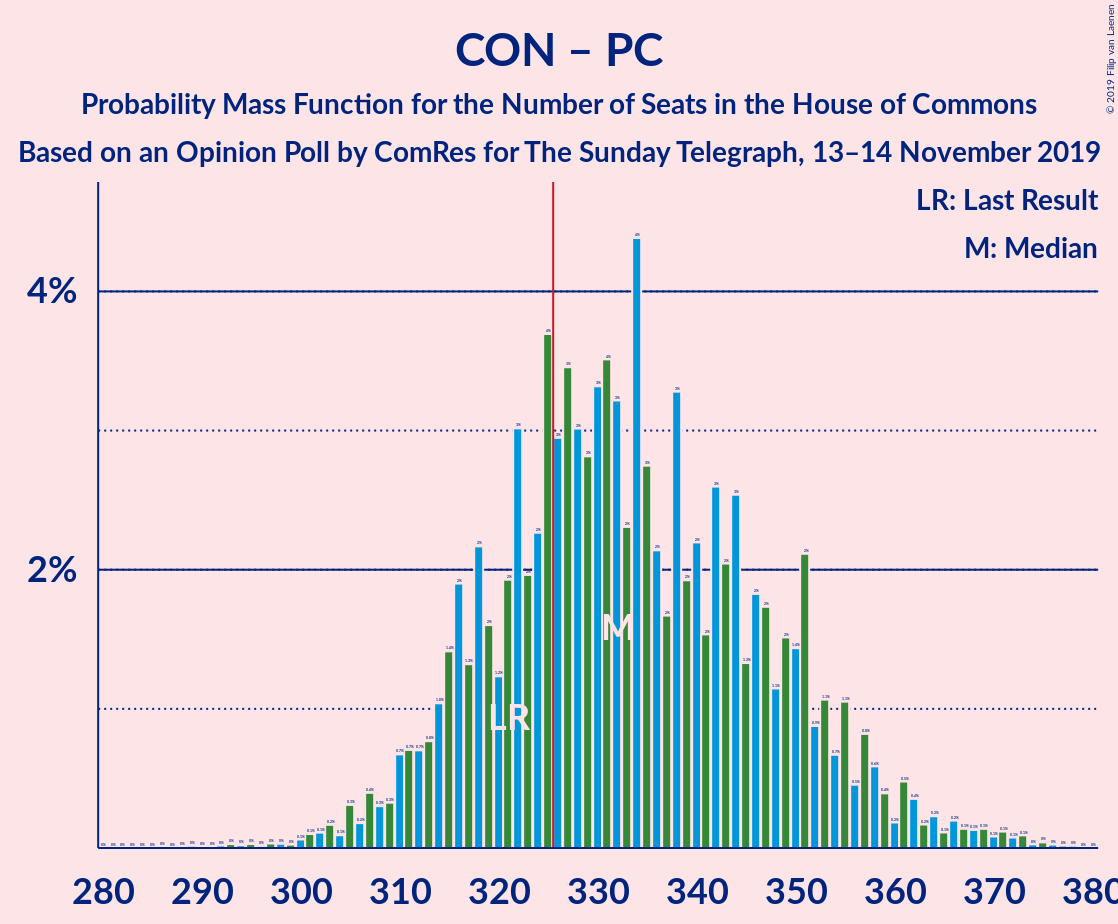 CON – PC
Probability Mass Function for the Number of Seats in the House of Commons
Based on an Opinion Poll by ComRes for The Sunday Telegraph, 13–14 November 2019
© 2019 Filip van Laenen
LR: Last Result
M: Median
4%
2%
M
LR
280 290 300 310 320 330 340 350 360 370 380